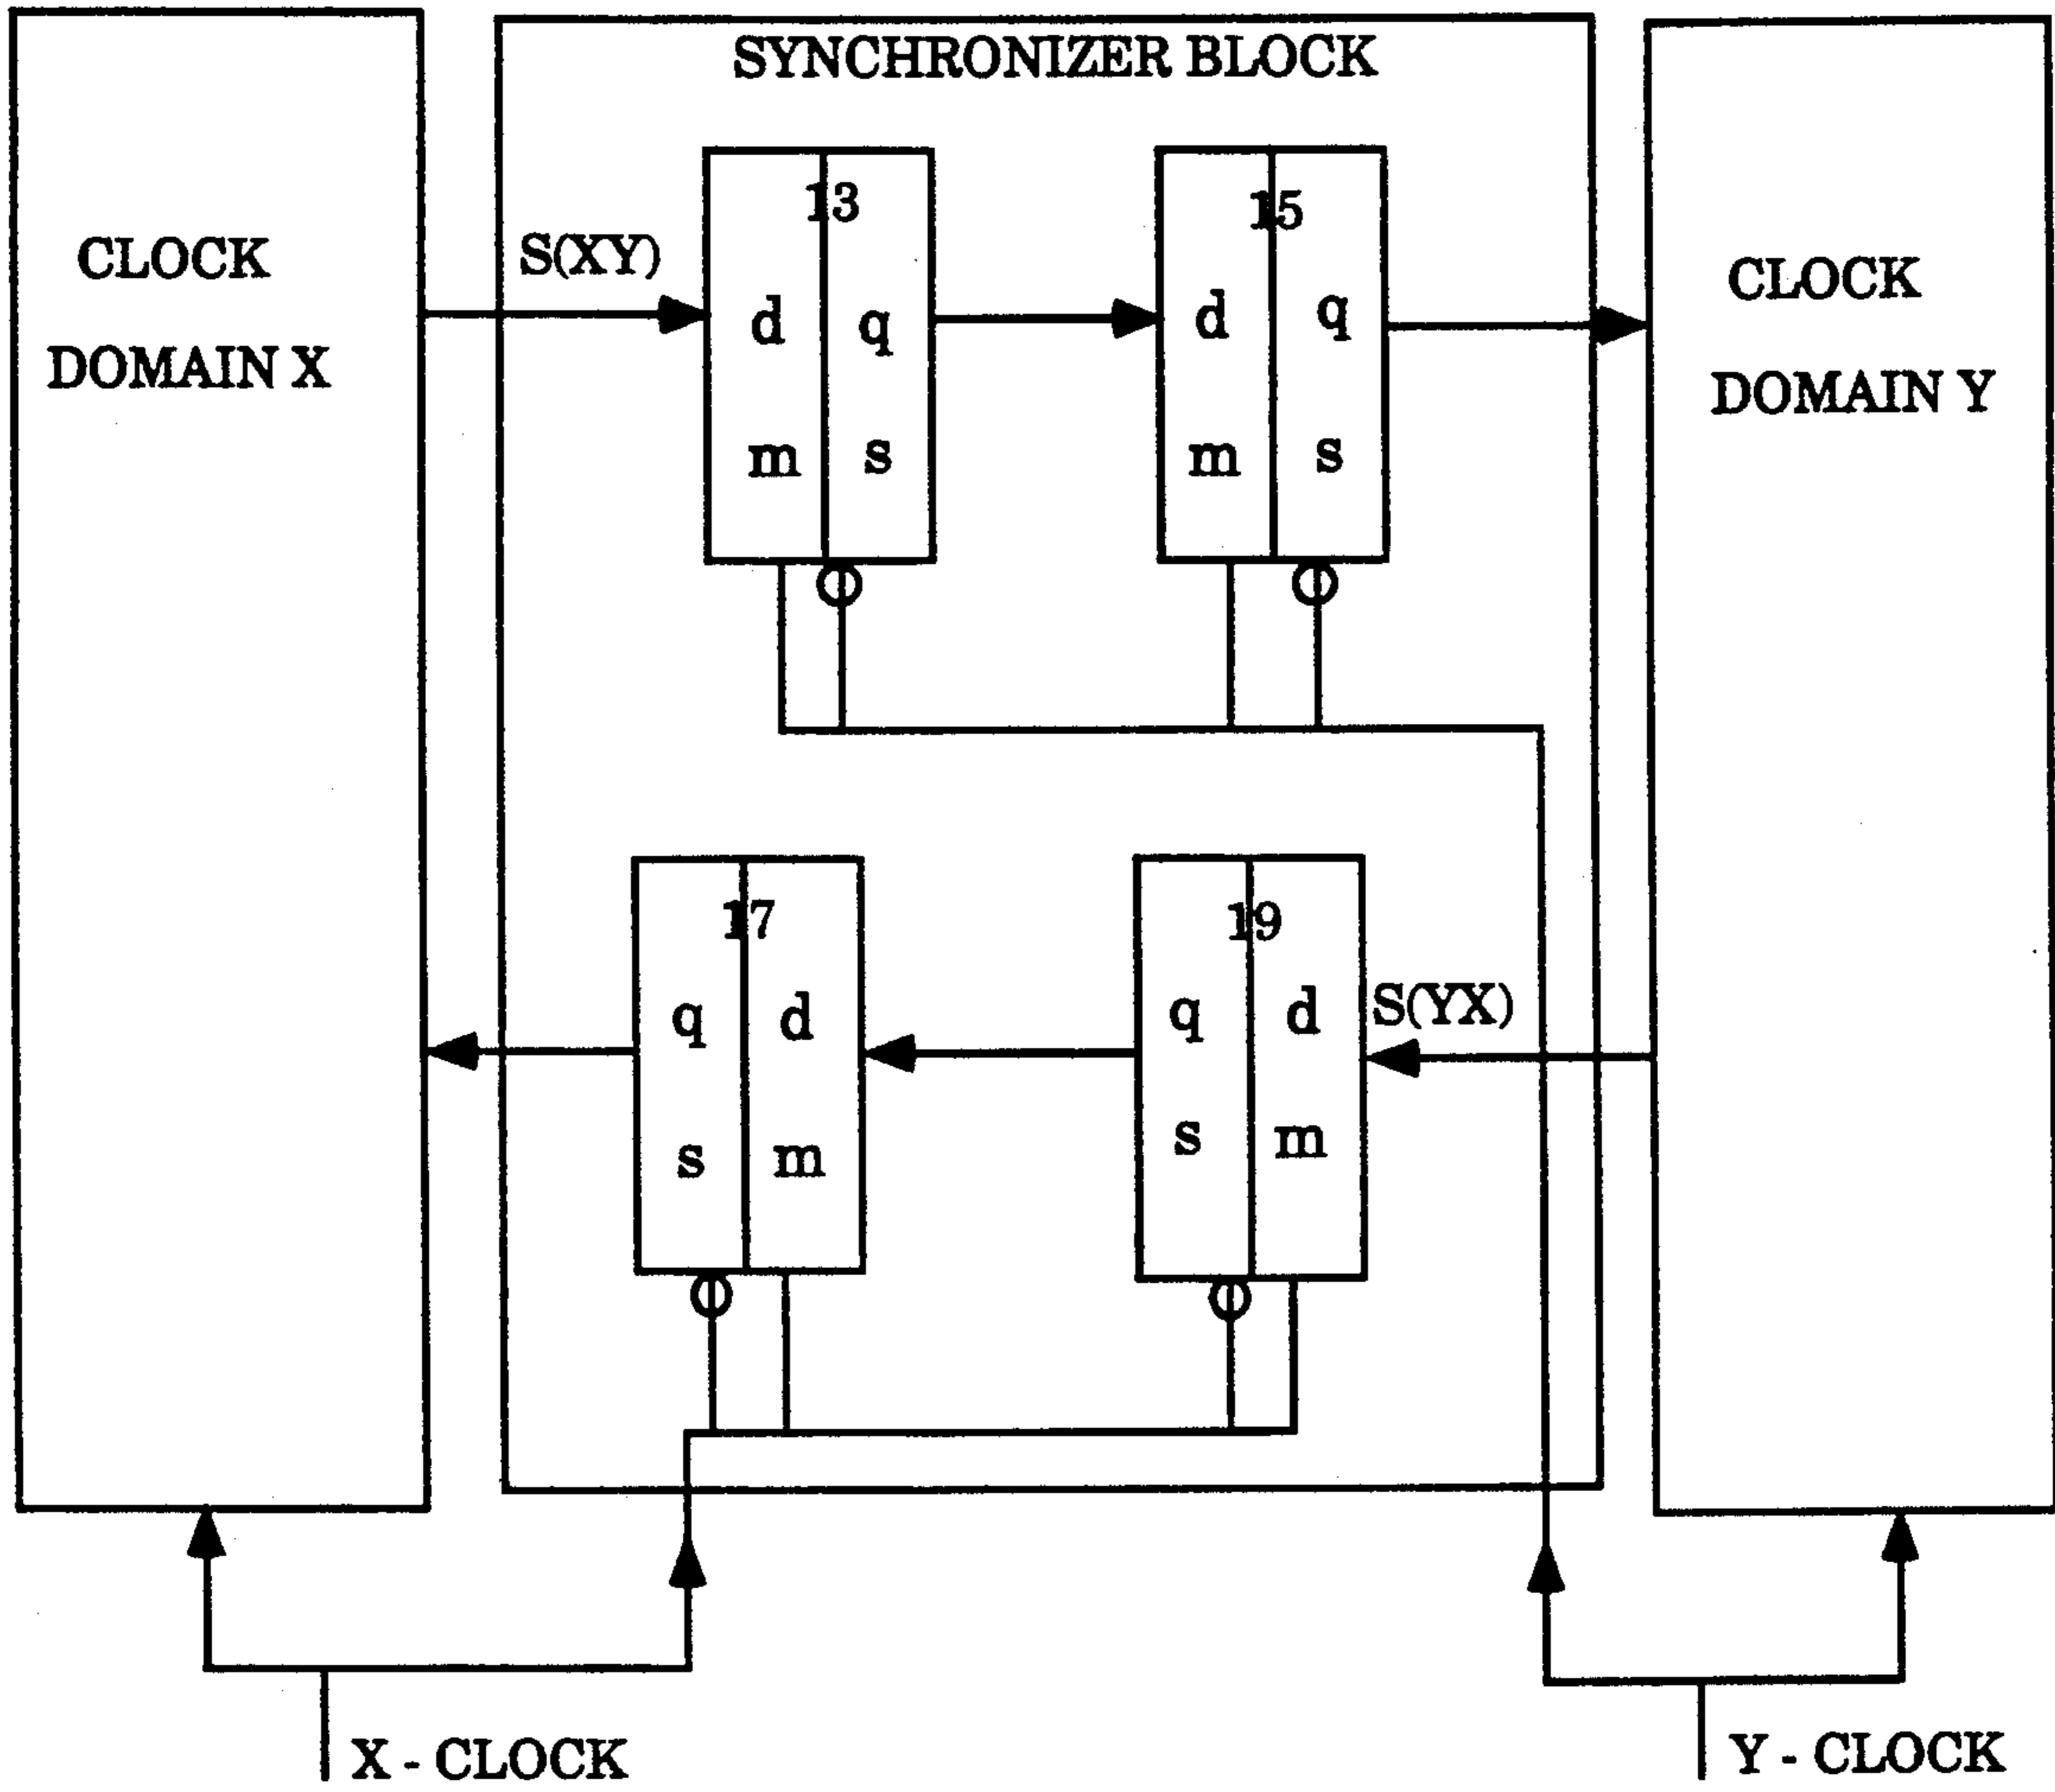 SYNCHRONIZER BLOCK
CLOCK
DOMAIN X
S(XY)
13
d
q
m
s
15
d
q
m
s
CLOCK
DOMAIN Y
17
q
d
s
m
19
q
d
s
m
S(YX)
X - CLOCK
Y - CLOCK